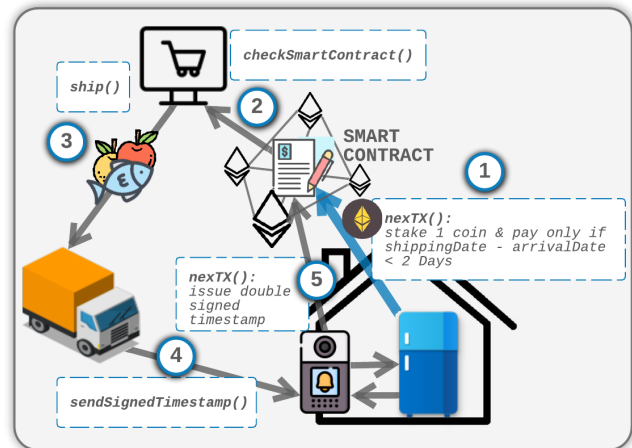 checkSmartContract()
ship()
2
3
SMART
CONTRACT
$
E
1
nexTX():
stake 1 coin & pay only if
shippingDate - arrivalDate
< 2 Days
nexTX():
issue double
signed
timestamp
5
4
sendSignedTimestamp()